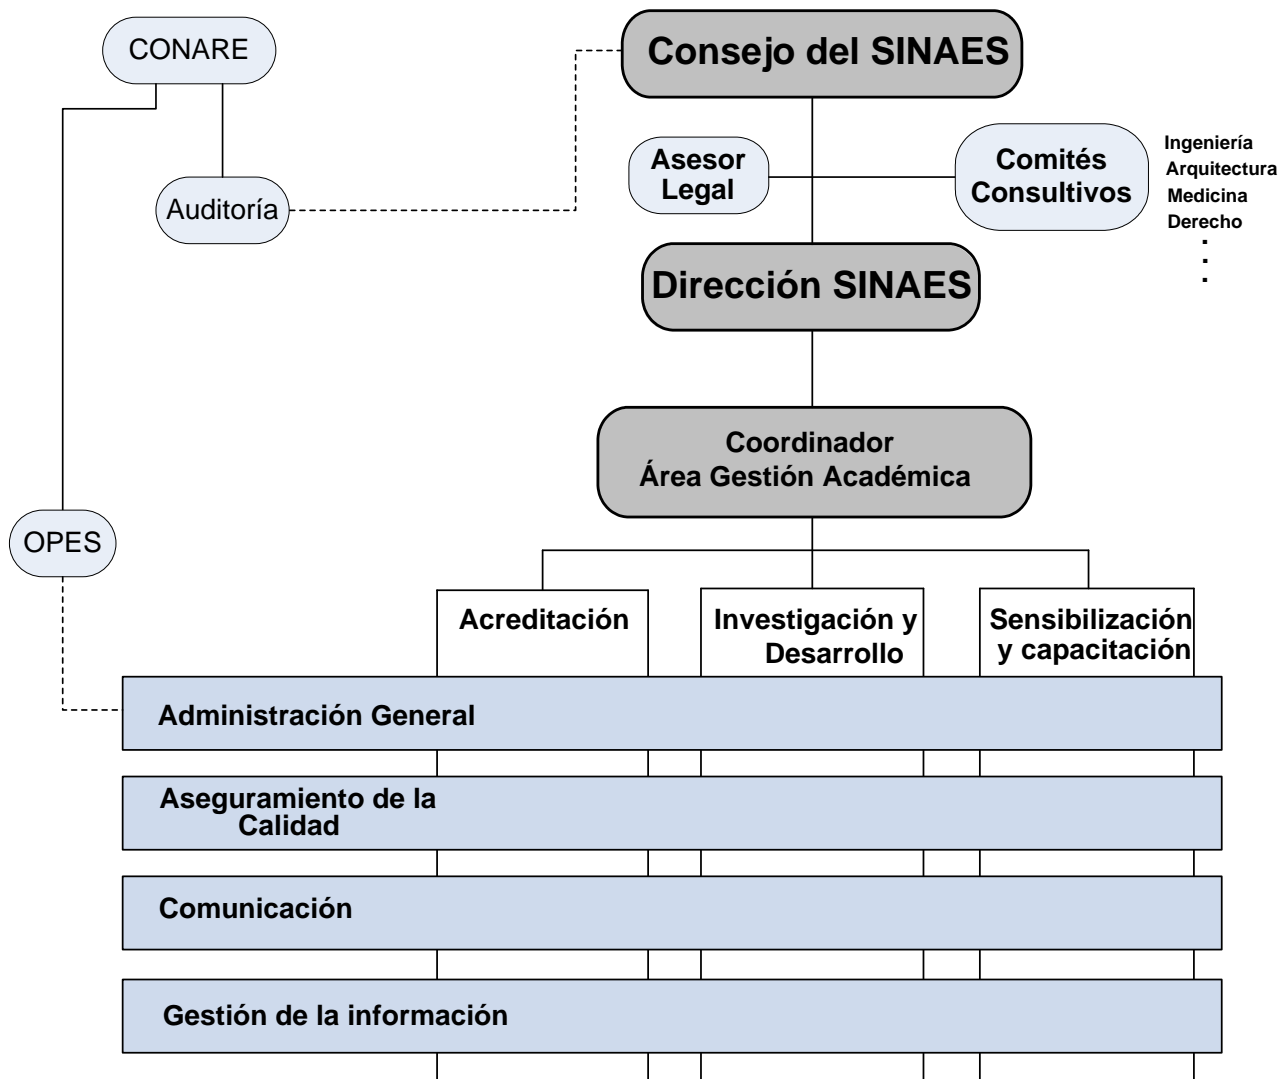 CONARE
Consejo del SINAES
Auditoría
Asesor
Legal
Comités
Consultivos
Ingeniería
Arquitectura
Medicina
Derecho
.
.
.
Dirección SINAES
Coordinador
Área Gestión Académica
OPES
Acreditación
Investigación y
Desarrollo
Sensibilización
y capacitación
Administración General
Aseguramiento de la
Calidad
Comunicación
Gestión de la información